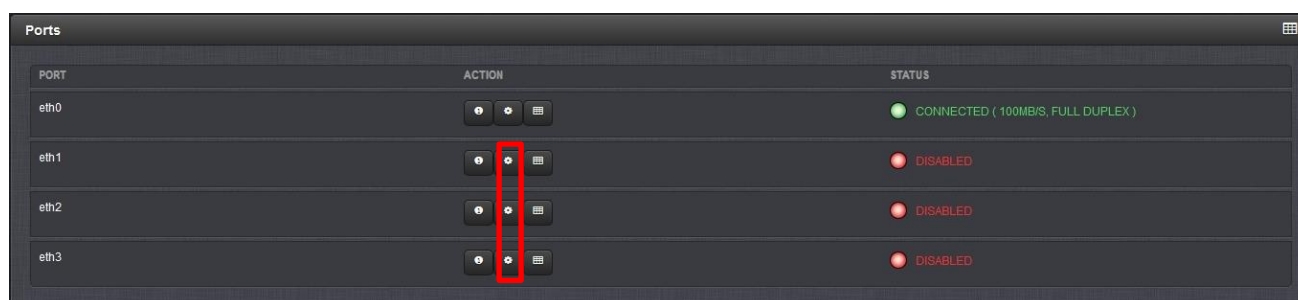 Ports
PORT ACTION STATUS
eth0 CONNECTED ( 100MB/S, FULL DUPLEX )
eth1 DISABLED
eth2 DISABLED
eth3 DISABLED